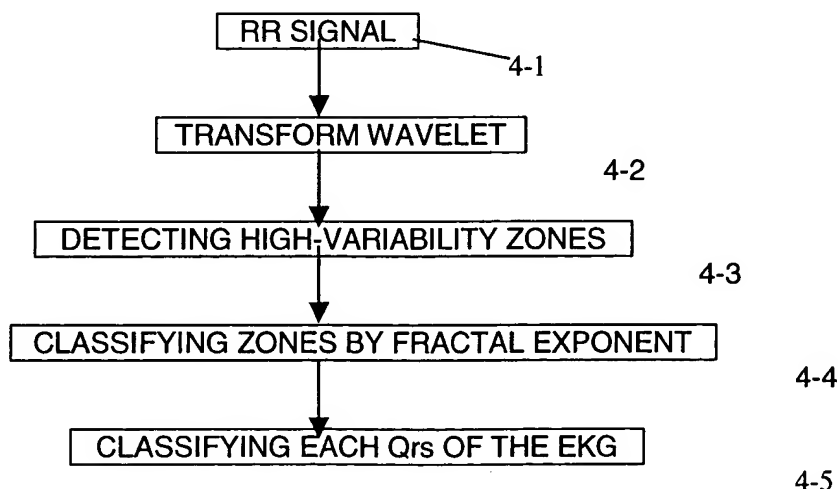 RR SIGNAL
4-1
TRANSFORM WAVELET
4-2
DETECTING HIGH-VARIABILITY ZONES
4-3
CLASSIFYING ZONES BY FRACTAL EXPONENT
4-4
CLASSIFYING EACH Qrs OF THE EKG
4-5